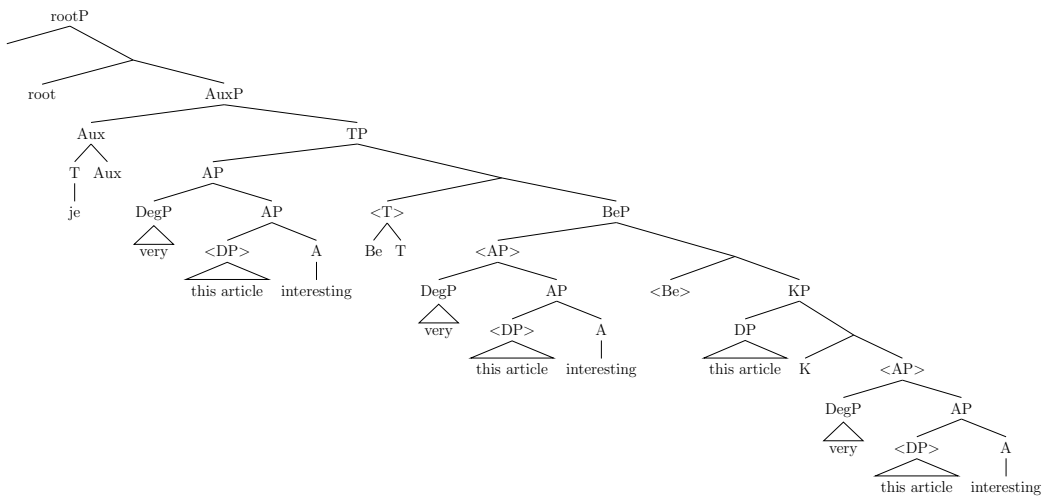 rootP
root AuxP
Aux TP
T Aux AP
je DegP AP <T> BeP
very <DP> A Be T <AP>
this article interesting DegP AP <Be> KP
very <DP> A DP
this article interesting this article K <AP>
DegP AP
very <DP> A
this article interesting